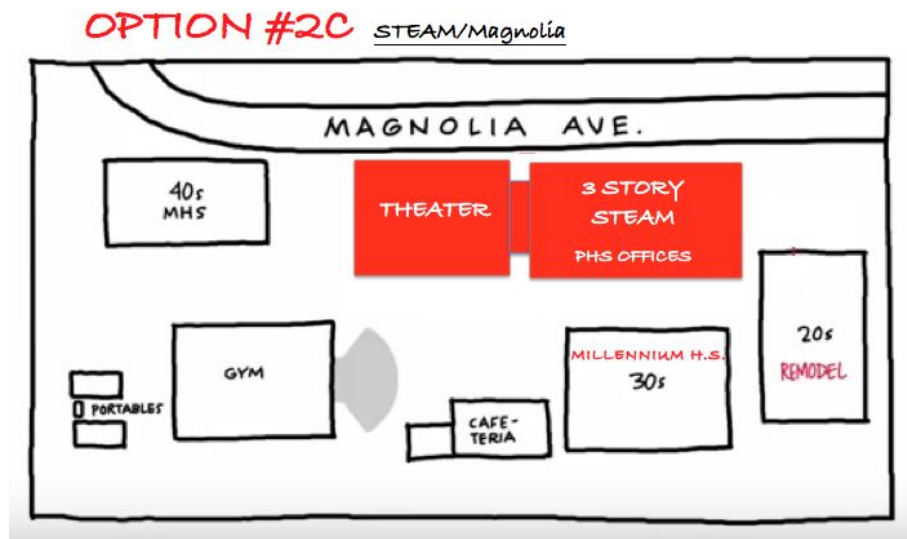 OPTION #2C STEAM/Magnolia
MAGNOLIA AVE.
40s
MHS
THEATER
3 STORY
STEAM
PHS OFFICES
20s
REMODEL
GYM
MILLENNIUM H.S.
30s
PORTABLES
CAFE-
TERIA